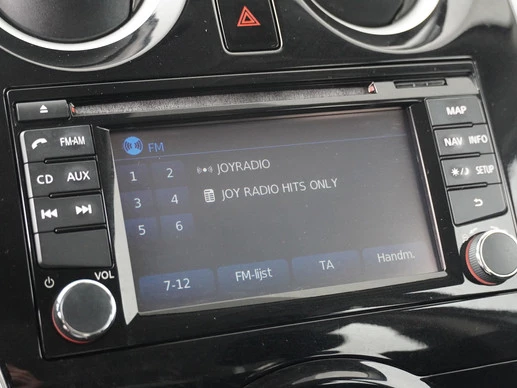 FM-AM
CD AUX
VOL
FM
1 2
3 4
5 6
JOYRADIO
JOY RADIO HITS ONLY
7-12 FM-lijst TA Handm.
MAP
NAV INFO
SETUP